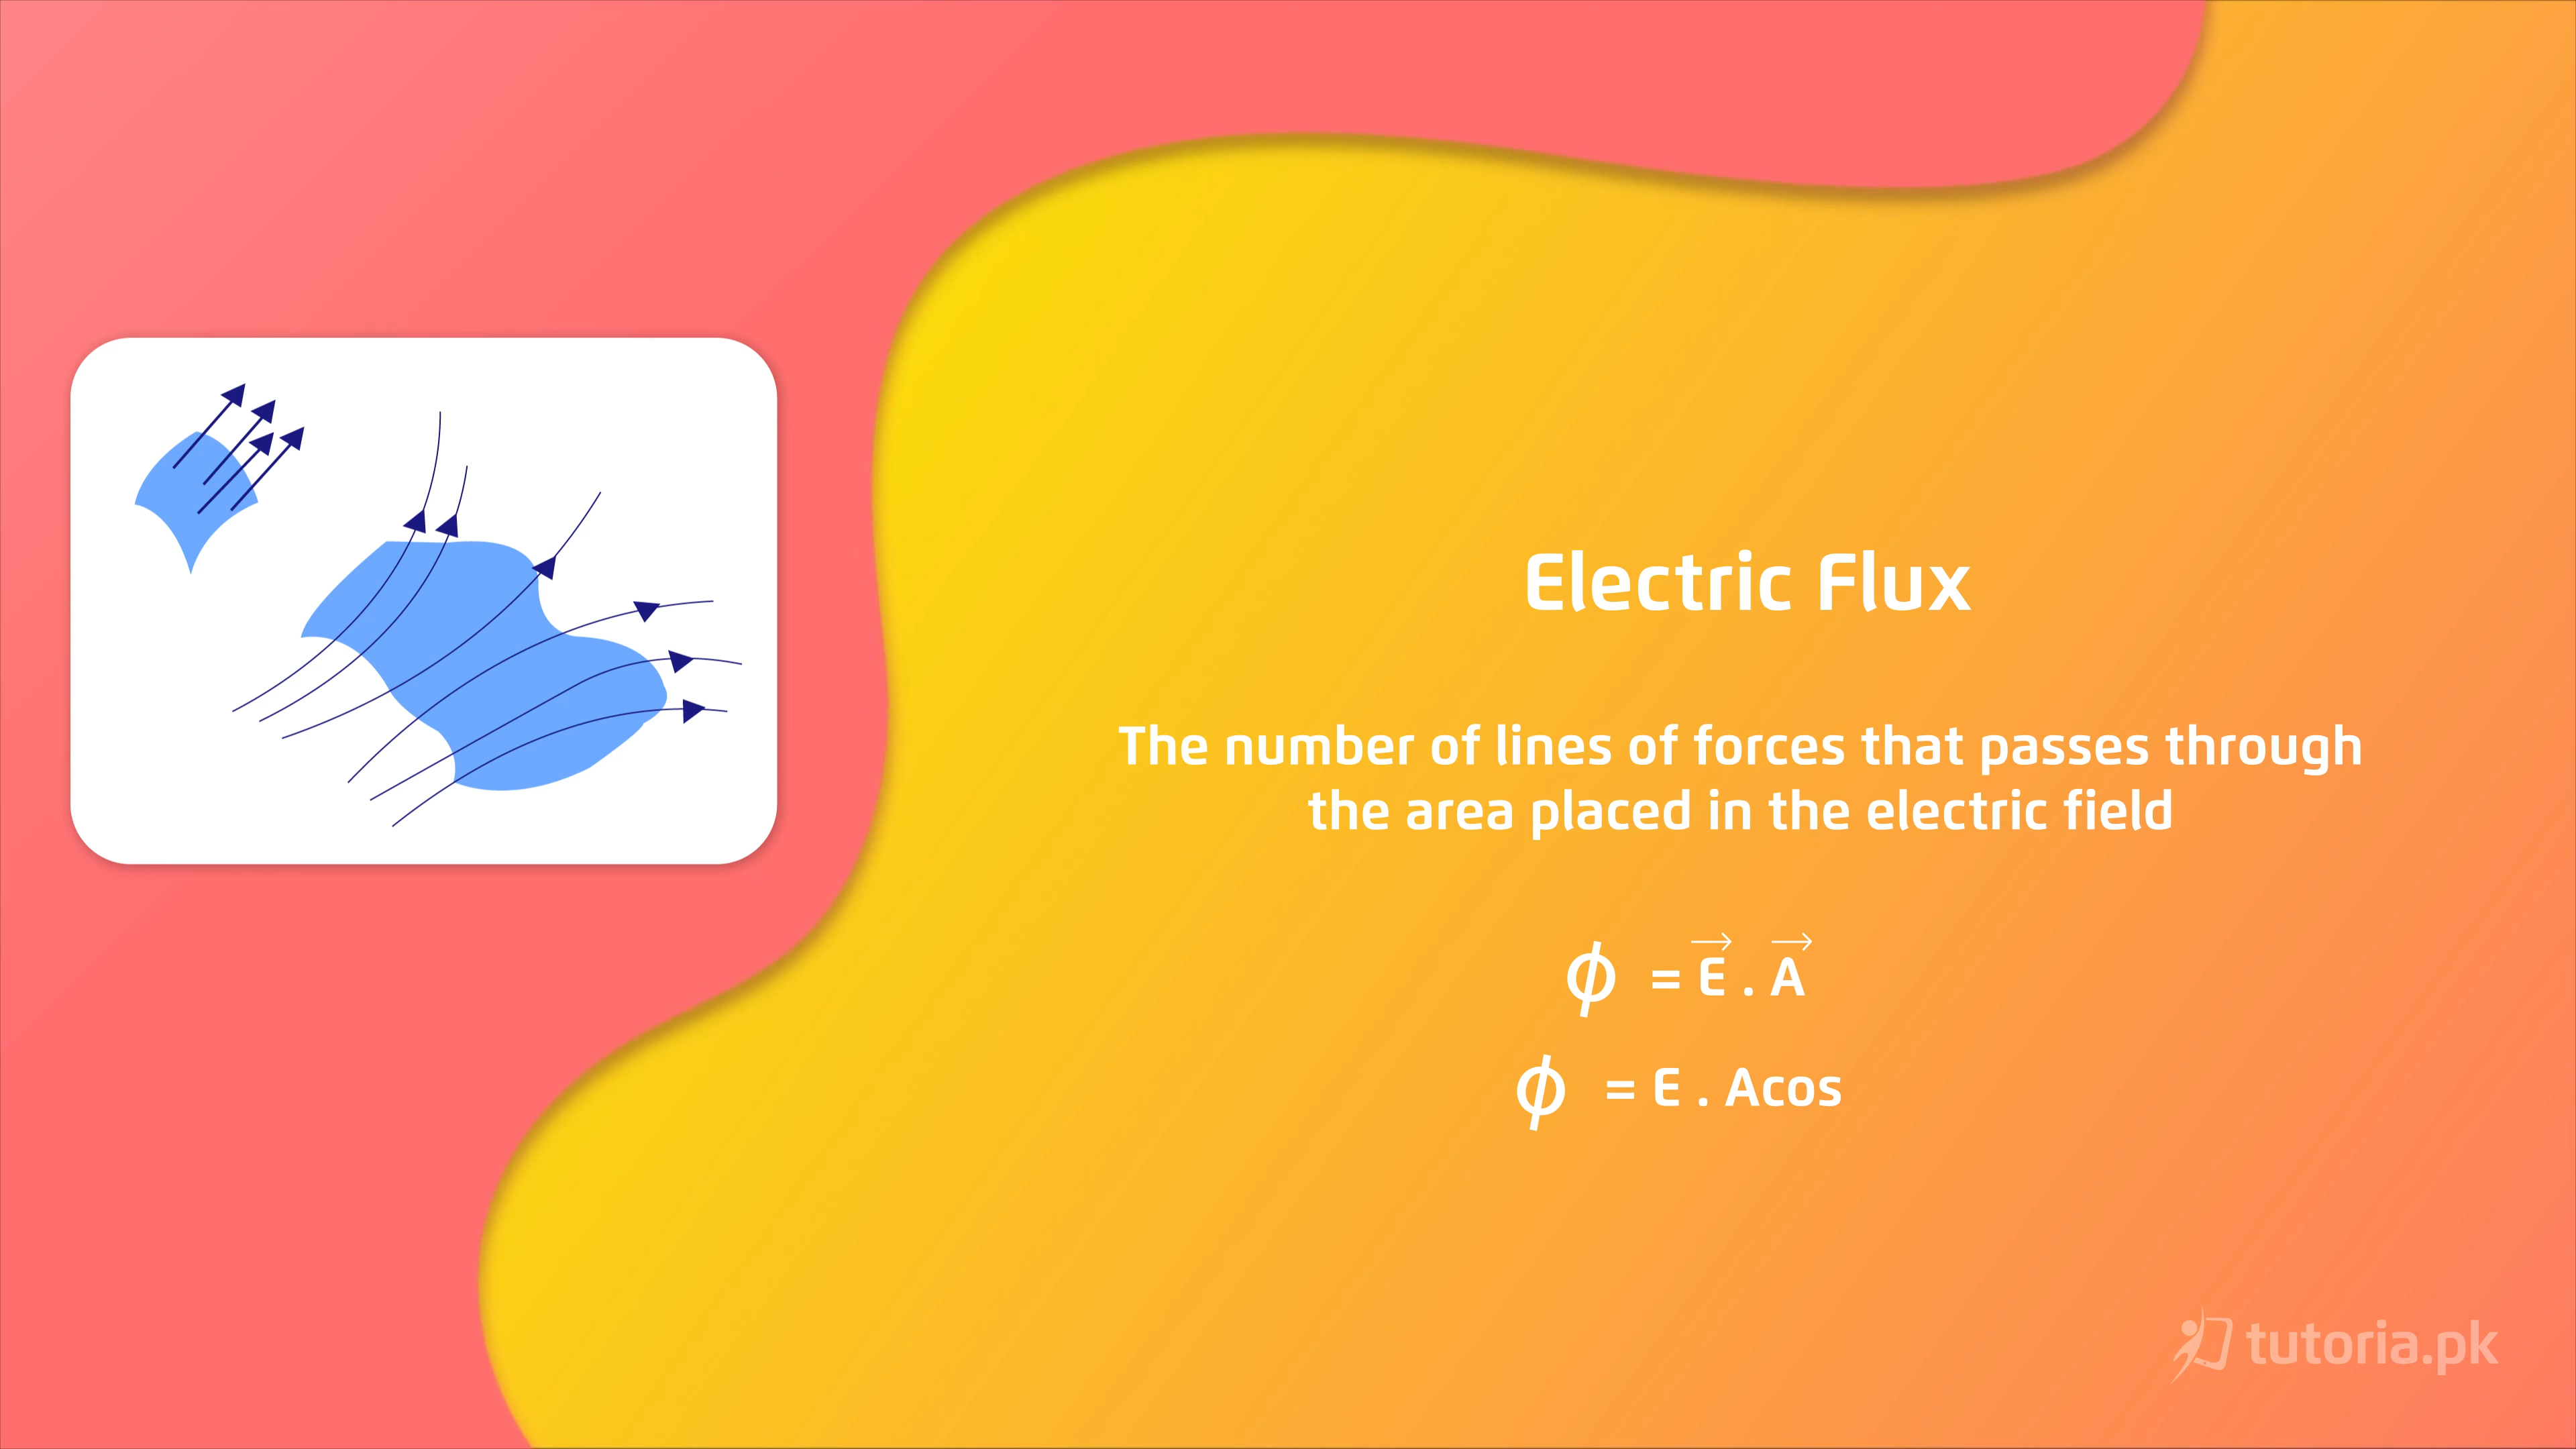 Electric Flux
The number of lines of forces that passes through
the area placed in the electric field
ϕ = E⃗ . A⃗
ϕ = E . Acos
tutoria.pk